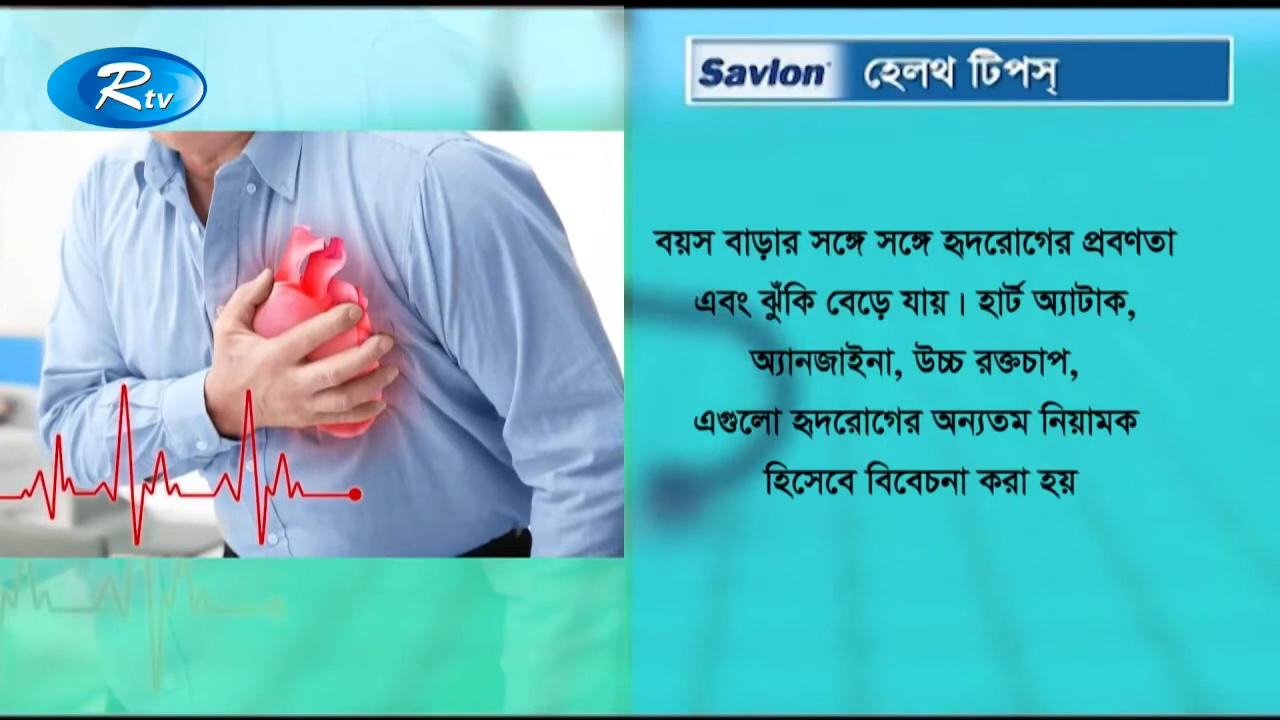 Rtv
Savlon হেলথ টিপস্
বয়স বাড়ার সঙ্গে সঙ্গে হৃদরোগের প্রবণতা
এবং ঝুঁকি বেড়ে যায়। হার্ট অ্যাটাক,
অ্যানজাইনা, উচ্চ রক্তচাপ,
এগুলো হৃদরোগের অন্যতম নিয়ামক
হিসেবে বিবেচনা করা হয়